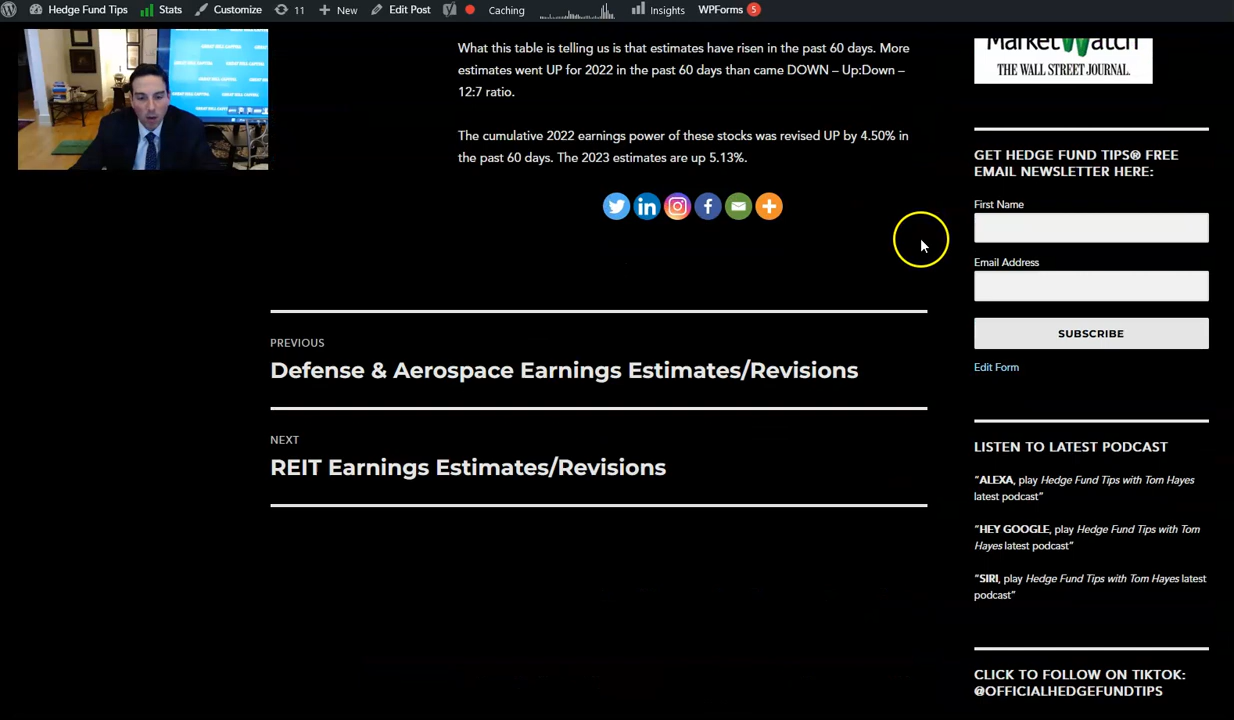 Hedge Fund Tips Stats Customize 11 New Edit Post Caching Insights WPForms 5
What this table is telling us is that estimates have risen in the past 60 days. More
estimates went UP for 2022 in the past 60 days than came DOWN – Up:Down –
12:7 ratio.
The cumulative 2022 earnings power of these stocks was revised UP by 4.50% in
the past 60 days. The 2023 estimates are up 5.13%.
PREVIOUS
Defense & Aerospace Earnings Estimates/Revisions
NEXT
REIT Earnings Estimates/Revisions
MarketWatch
THE WALL STREET JOURNAL.
GET HEDGE FUND TIPS® FREE
EMAIL NEWSLETTER HERE:
First Name
Email Address
SUBSCRIBE
Edit Form
LISTEN TO LATEST PODCAST
"ALEXA, play Hedge Fund Tips with Tom Hayes
latest podcast"
"HEY GOOGLE, play Hedge Fund Tips with Tom
Hayes latest podcast"
"SIRI, play Hedge Fund Tips with Tom Hayes latest
podcast"
CLICK TO FOLLOW ON TIKTOK:
@OFFICIALHEDGEFUNDTIPS